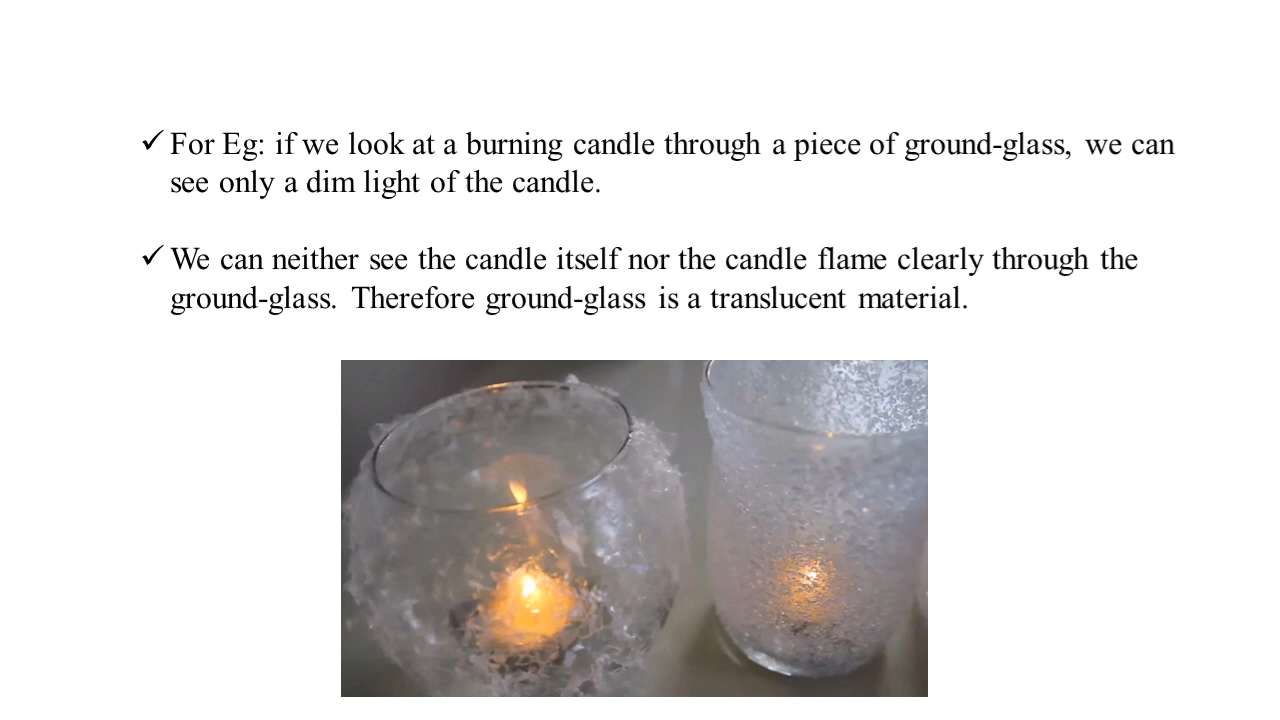 ✓ For Eg: if we look at a burning candle through a piece of ground-glass, we can
see only a dim light of the candle.
✓ We can neither see the candle itself nor the candle flame clearly through the
ground-glass. Therefore ground-glass is a translucent material.